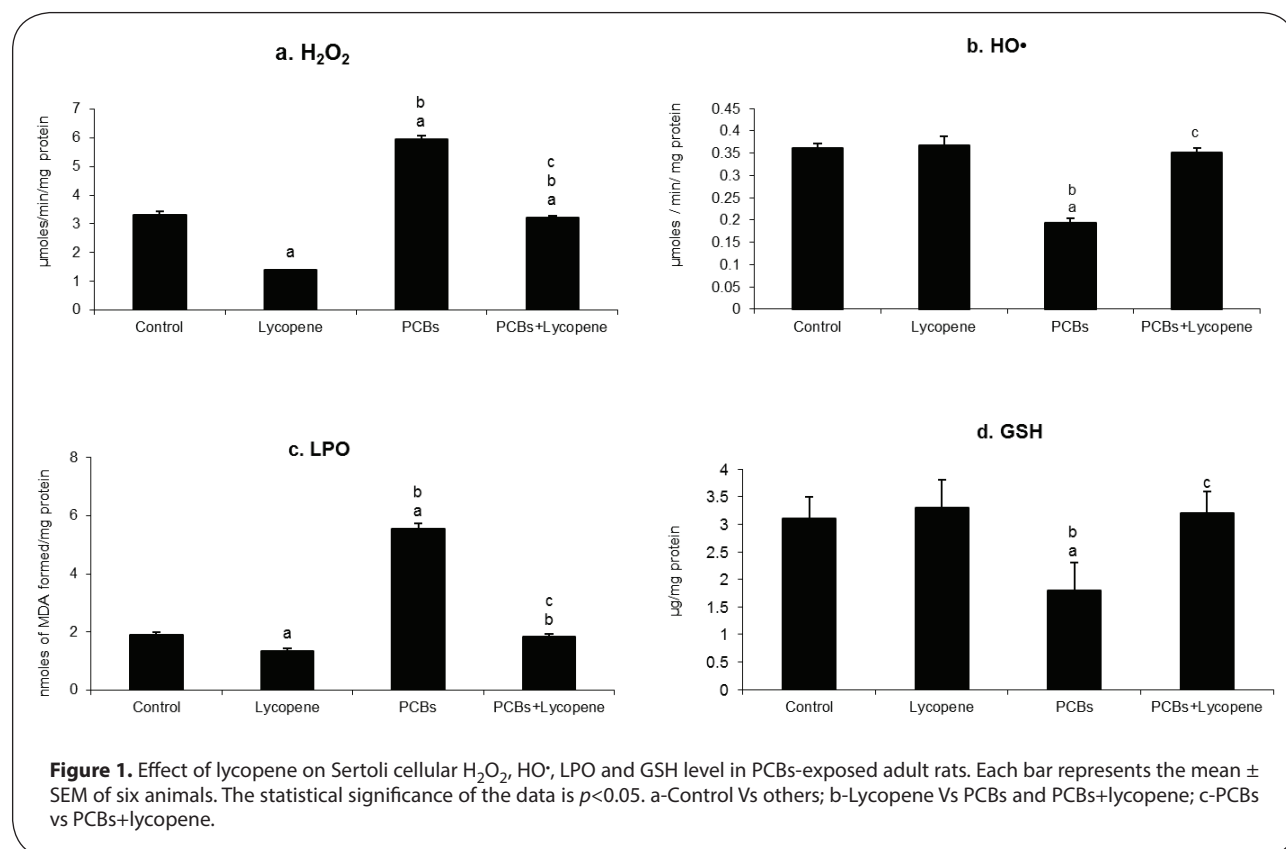 a. H₂O₂
µmoles/min/mg protein
7
6
5
4
3
2
1
0
a
b
a
c
b
a
Control
Lycopene
PCBs
PCBs+Lycopene
b. HO•
µmoles / min/ mg protein
0.45
0.4
0.35
0.3
0.25
0.2
0.15
0.1
0.05
0
b
a
c
Control
Lycopene
PCBs
PCBs+Lycopene
c. LPO
nmoles of MDA formed/mg protein
8
6
4
2
0
a
b
a
c
b
Control
Lycopene
PCBs
PCBs+Lycopene
d. GSH
µg/mg protein
4
3.5
3
2.5
2
1.5
1
0.5
0
b
a
c
Control
Lycopene
PCBs
PCBs+Lycopene
Figure 1. Effect of lycopene on Sertoli cellular H₂O₂, HO•, LPO and GSH level in PCBs-exposed adult rats. Each bar represents the mean ±
SEM of six animals. The statistical significance of the data is p<0.05. a-Control Vs others; b-Lycopene Vs PCBs and PCBs+lycopene; c-PCBs
vs PCBs+lycopene.